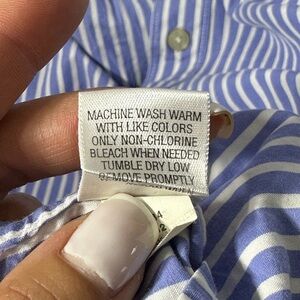 MACHINE WASH WARM
WITH LIKE COLORS
ONLY NON-CHLORINE
BLEACH WHEN NEEDED
TUMBLE DRY LOW
REMOVE PROMPTLY